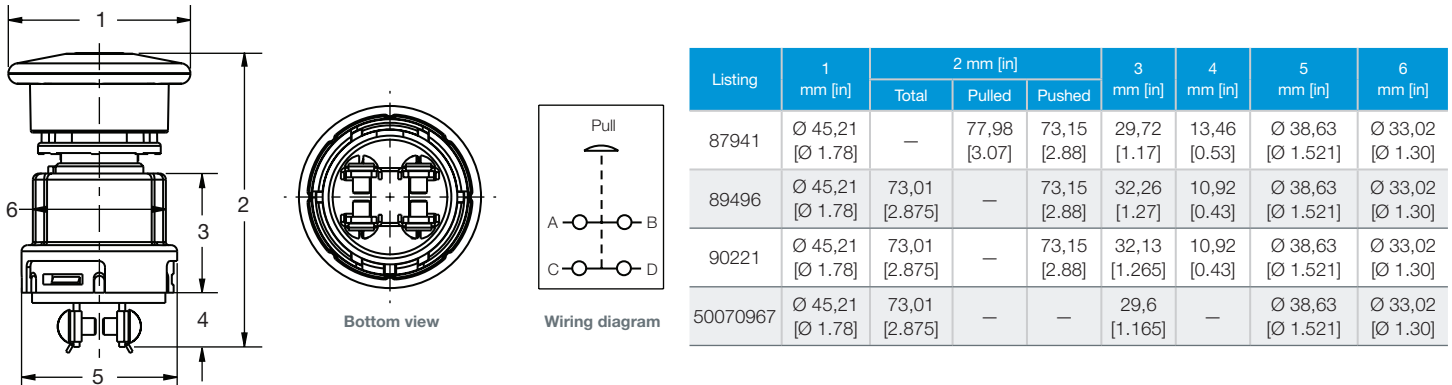 1
2
3
4
5
6
Bottom view
Pull
A
B
C
D
Wiring diagram
Listing 1 mm [in] 2 mm [in] 3 mm [in] 4 mm [in] 5 mm [in] 6 mm [in]
Total Pulled Pushed
87941 Ø 45,21 [Ø 1.78] — 77,98 [3.07] 73,15 [2.88] 29,72 [1.17] 13,46 [0.53] Ø 38,63 [Ø 1.521] Ø 33,02 [Ø 1.30]
89496 Ø 45,21 [Ø 1.78] 73,01 [2.875] — 73,15 [2.88] 32,26 [1.27] 10,92 [0.43] Ø 38,63 [Ø 1.521] Ø 33,02 [Ø 1.30]
90221 Ø 45,21 [Ø 1.78] 73,01 [2.875] — 73,15 [2.88] 32,13 [1.265] 10,92 [0.43] Ø 38,63 [Ø 1.521] Ø 33,02 [Ø 1.30]
50070967 Ø 45,21 [Ø 1.78] 73,01 [2.875] — — 29,6 [1.165] — Ø 38,63 [Ø 1.521] Ø 33,02 [Ø 1.30]